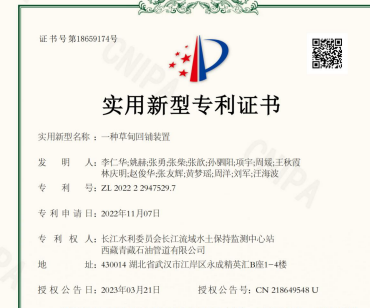 证书号第18659174号
实用新型专利证书
实用新型名称：一种草甸回铺装置
发明人：李仁华;姚赫;张勇;张柴;张欣;孙骊阳;项宇;周媛;王秋霞
林庆明;赵俊华;张友辉;黄梦瑶;周洋;刘军;汪海波
专利号：ZL 2022 2 2947529.7
专利申请日：2022年11月07日
专利权人：长江水利委员会长江流域水土保持监测中心站
西藏青藏石油管道有限公司
地址：430014 湖北省武汉市江岸区永成精英汇B座1-4楼
授权公告日：2023年03月21日 授权公告号：CN 218649548 U
CNIPA
CNIPA